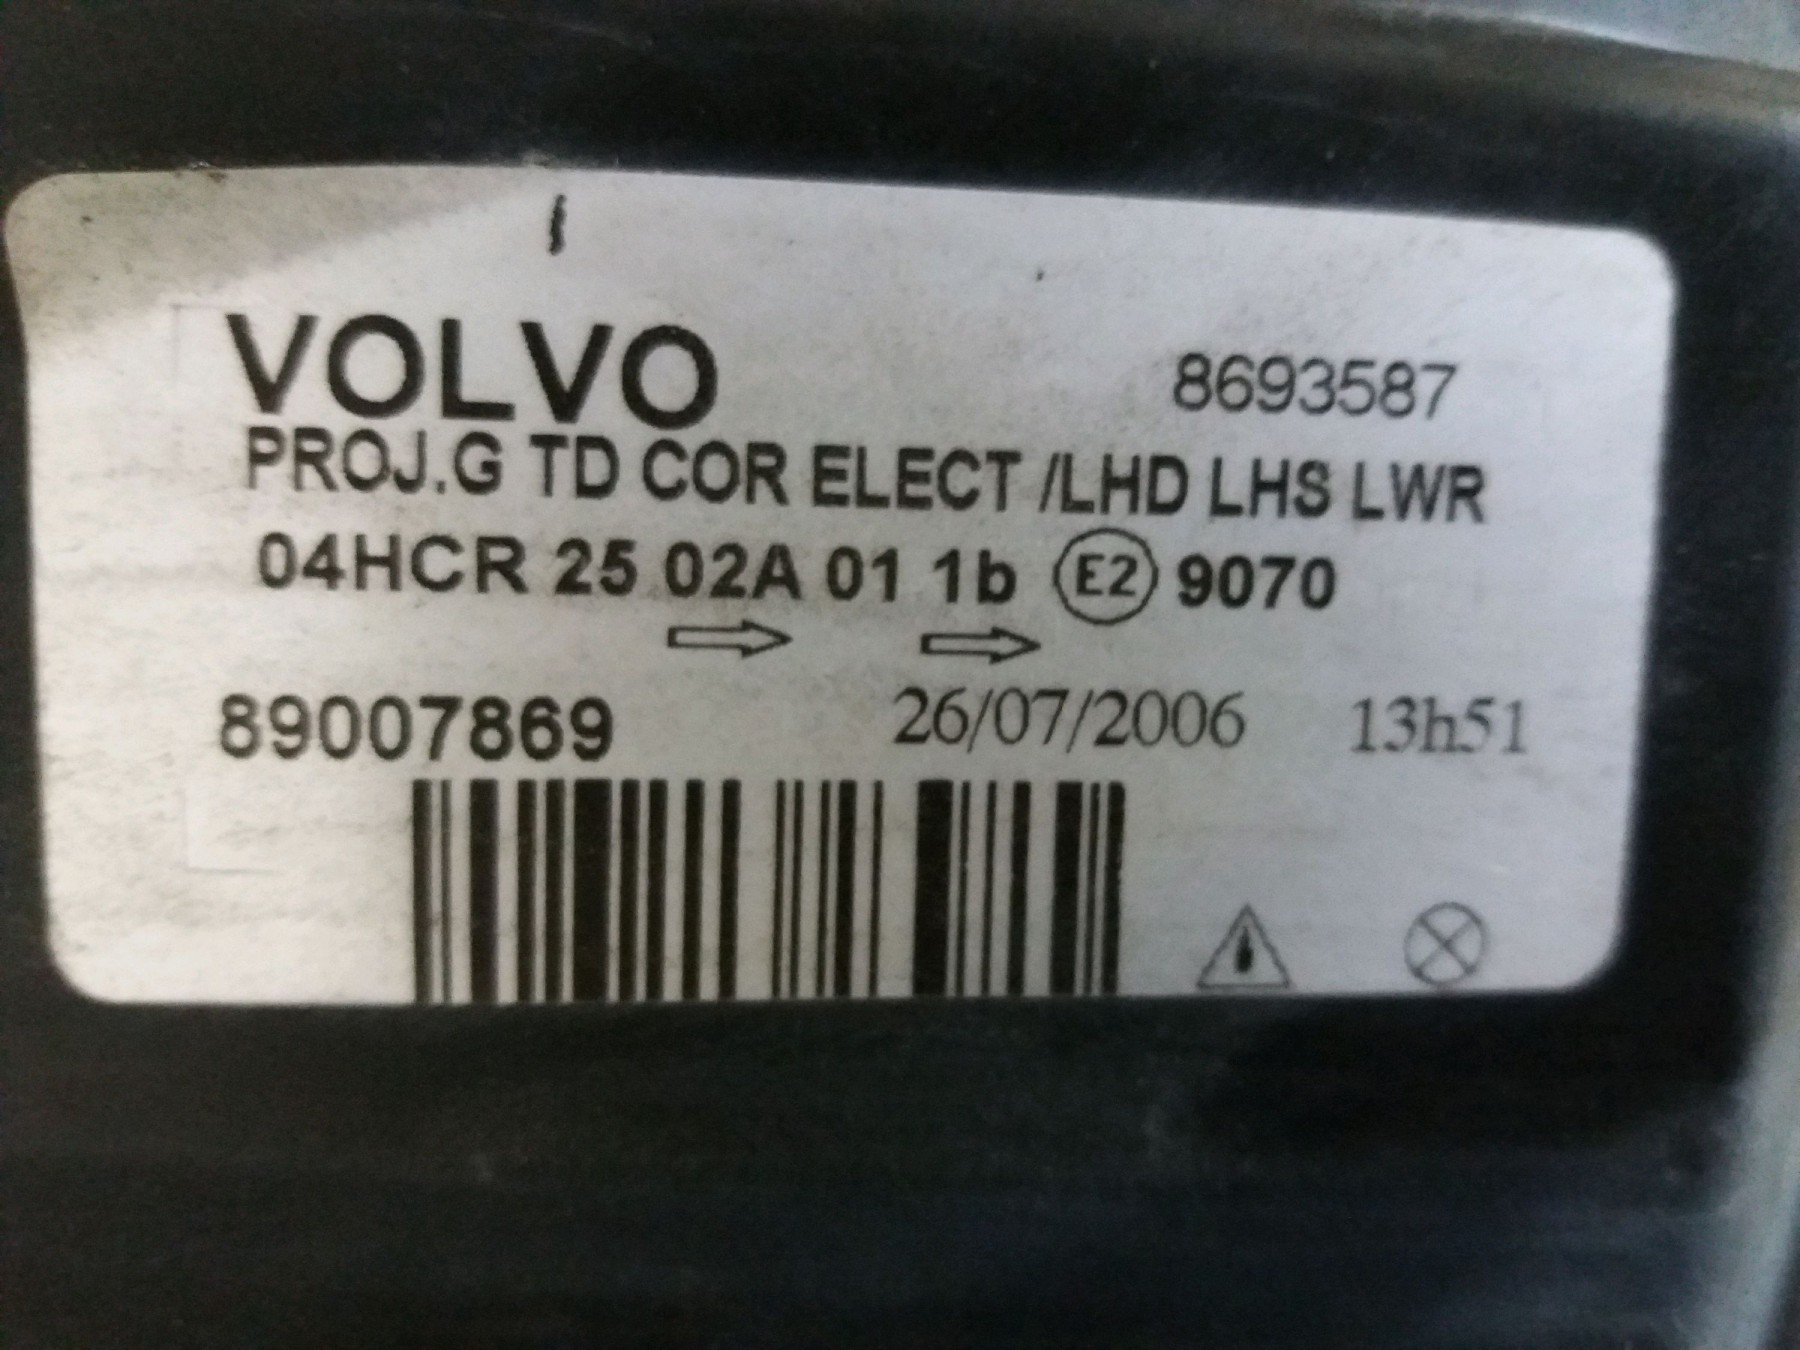 VOLVO 8693587
PROJ.G TD COR ELECT /LHD LHS LWR
04HCR 25 02A 01 1b E2 9070
89007869 26/07/2006 13h51